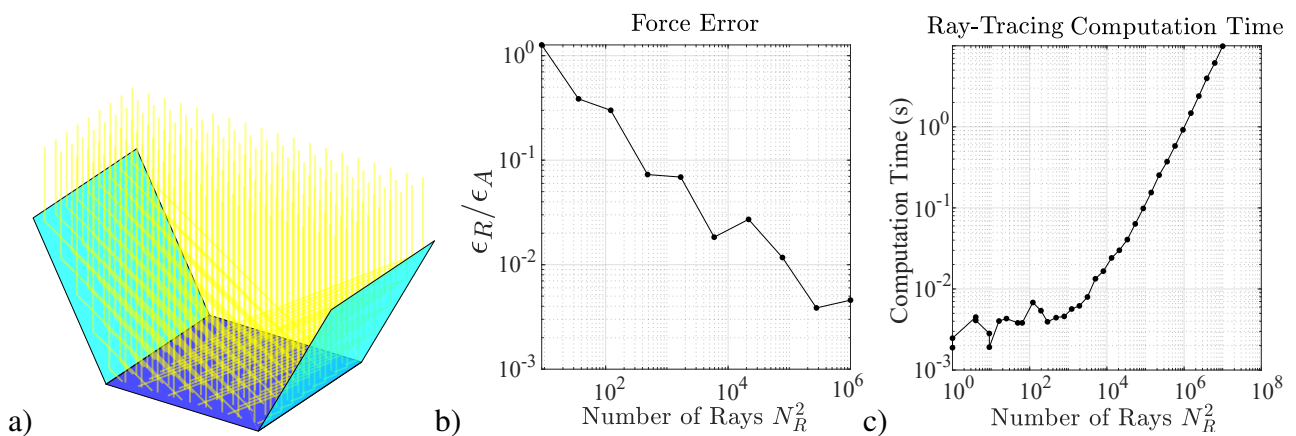 a)
b)
Force Error
ϵ_R/ϵ_A
10^0
10^{-1}
10^{-2}
10^{-3}
10^2
10^4
10^6
Number of Rays N_R^2
c)
Ray-Tracing Computation Time
Computation Time (s)
10^0
10^{-1}
10^{-2}
10^{-3}
10^0
10^2
10^4
10^6
10^8
Number of Rays N_R^2